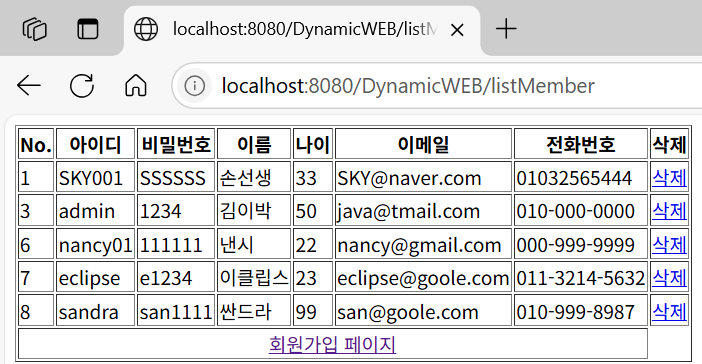 localhost:8080/DynamicWEB/listM
localhost:8080/DynamicWEB/listMember
No. 아이디 비밀번호 이름 나이 이메일 전화번호 삭제
1 SKY001 SSSSSS 손선생 33 SKY@naver.com 01032565444 삭제
3 admin 1234 김이박 50 java@tmail.com 010-000-0000 삭제
6 nancy01 111111 낸시 22 nancy@gmail.com 000-999-9999 삭제
7 eclipse e1234 이클립스 23 eclipse@goole.com 011-3214-5632 삭제
8 sandra san1111 싼드라 99 san@goole.com 010-999-8987 삭제
회원가입 페이지